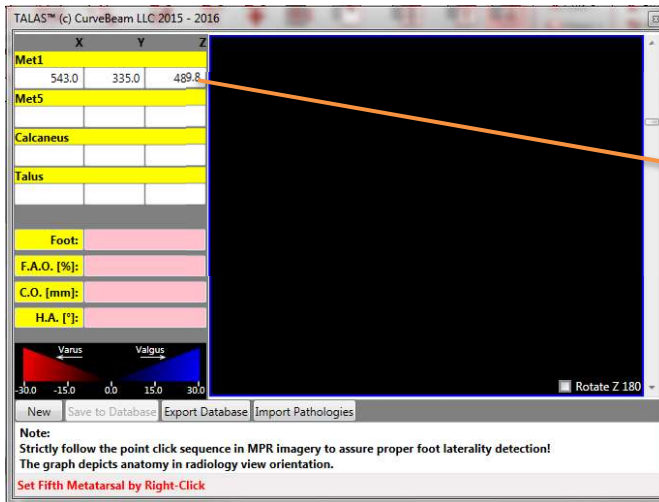 TALAS™ (c) CurveBeam LLC 2015 - 2016
X Y Z
Met1
543.0 335.0 489.8
Met5
Calcaneus
Talus
Foot:
F.A.O. [%]:
C.O. [mm]:
H.A. [°]:
Varus Valgus
-30.0 -15.0 0.0 15.0 30.0
Rotate Z 180
New Save to Database Export Database Import Pathologies
Note:
Strictly follow the point click sequence in MPR imagery to assure proper foot laterality detection!
The graph depicts anatomy in radiology view orientation.
Set Fifth Metatarsal by Right-Click